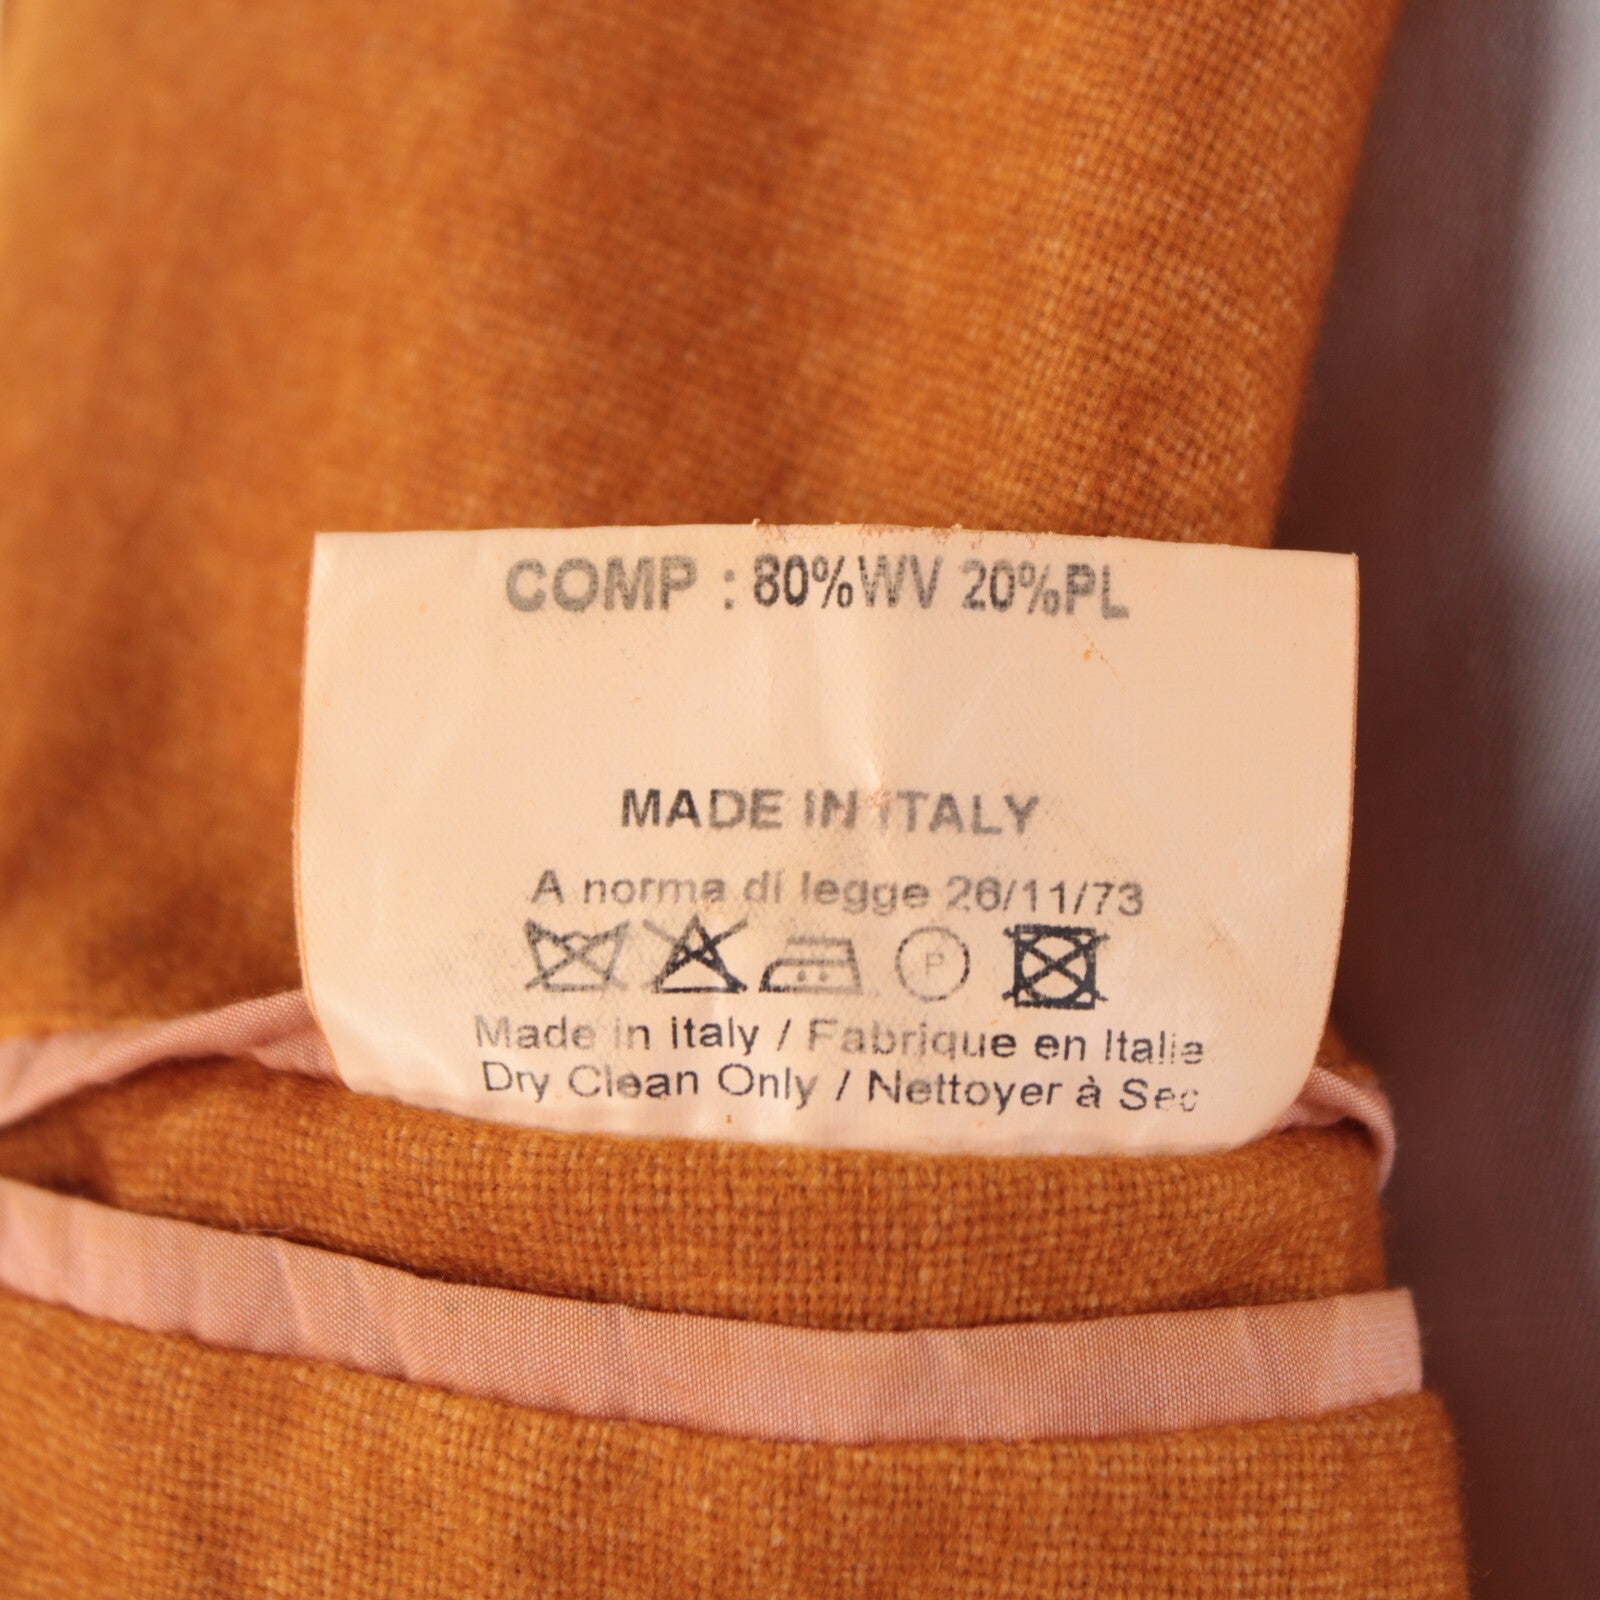 COMP : 80%WV 20%PL
MADE IN ITALY
A norma di legge 26/11/73
P
Made in italy / Fabrique en Italie
Dry Clean Only / Nettoyer à Sec